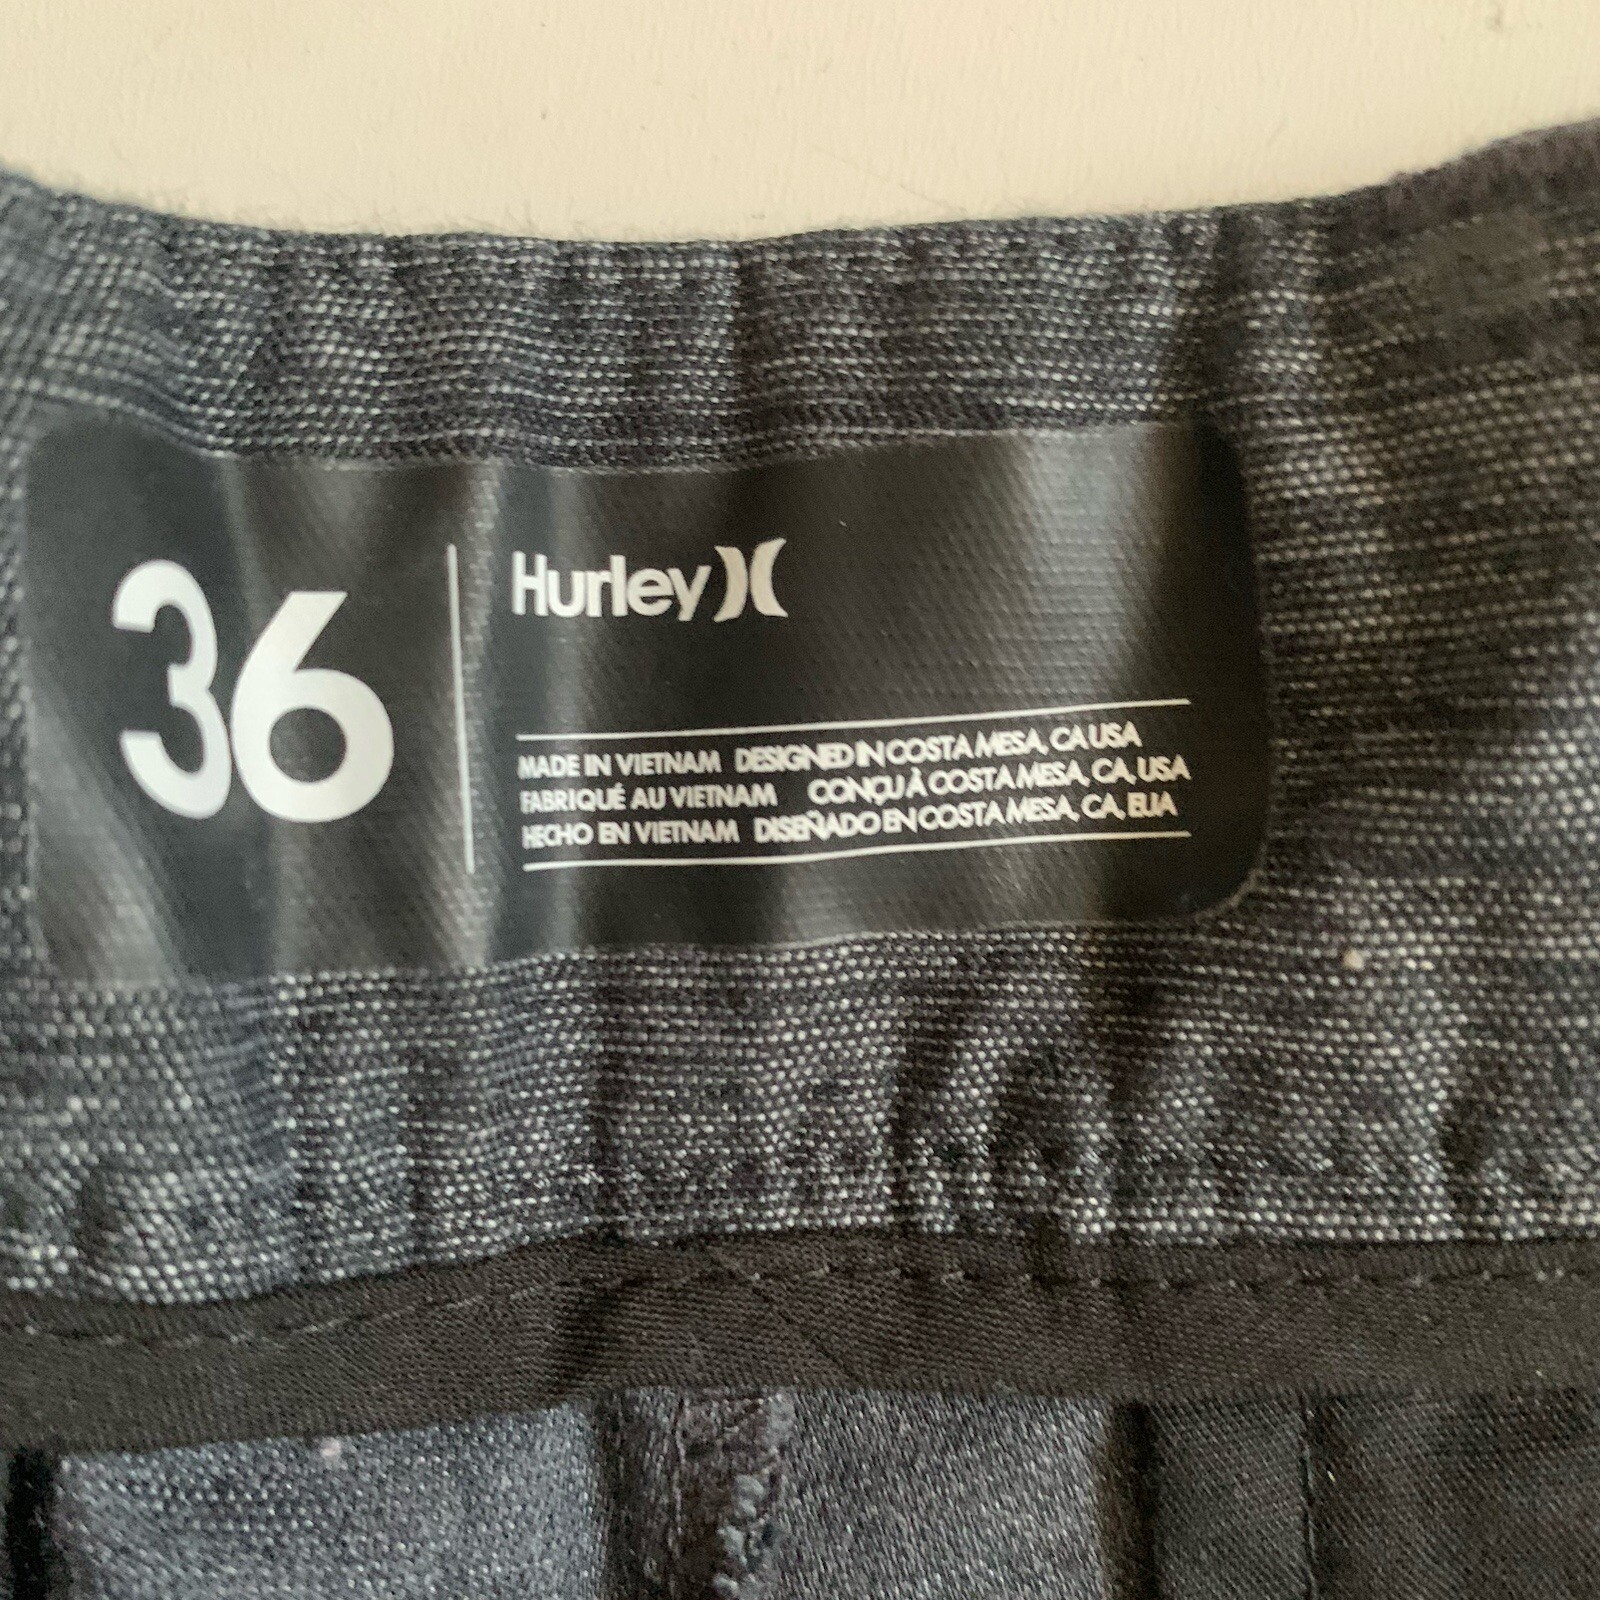 36
Hurley
MADE IN VIETNAM DESIGNED IN COSTA MESA, CA USA
FABRIQUÉ AU VIETNAM CONÇU À COSTA MESA, CA, USA
HECHO EN VIETNAM DISEÑADO EN COSTA MESA, CA, EUA